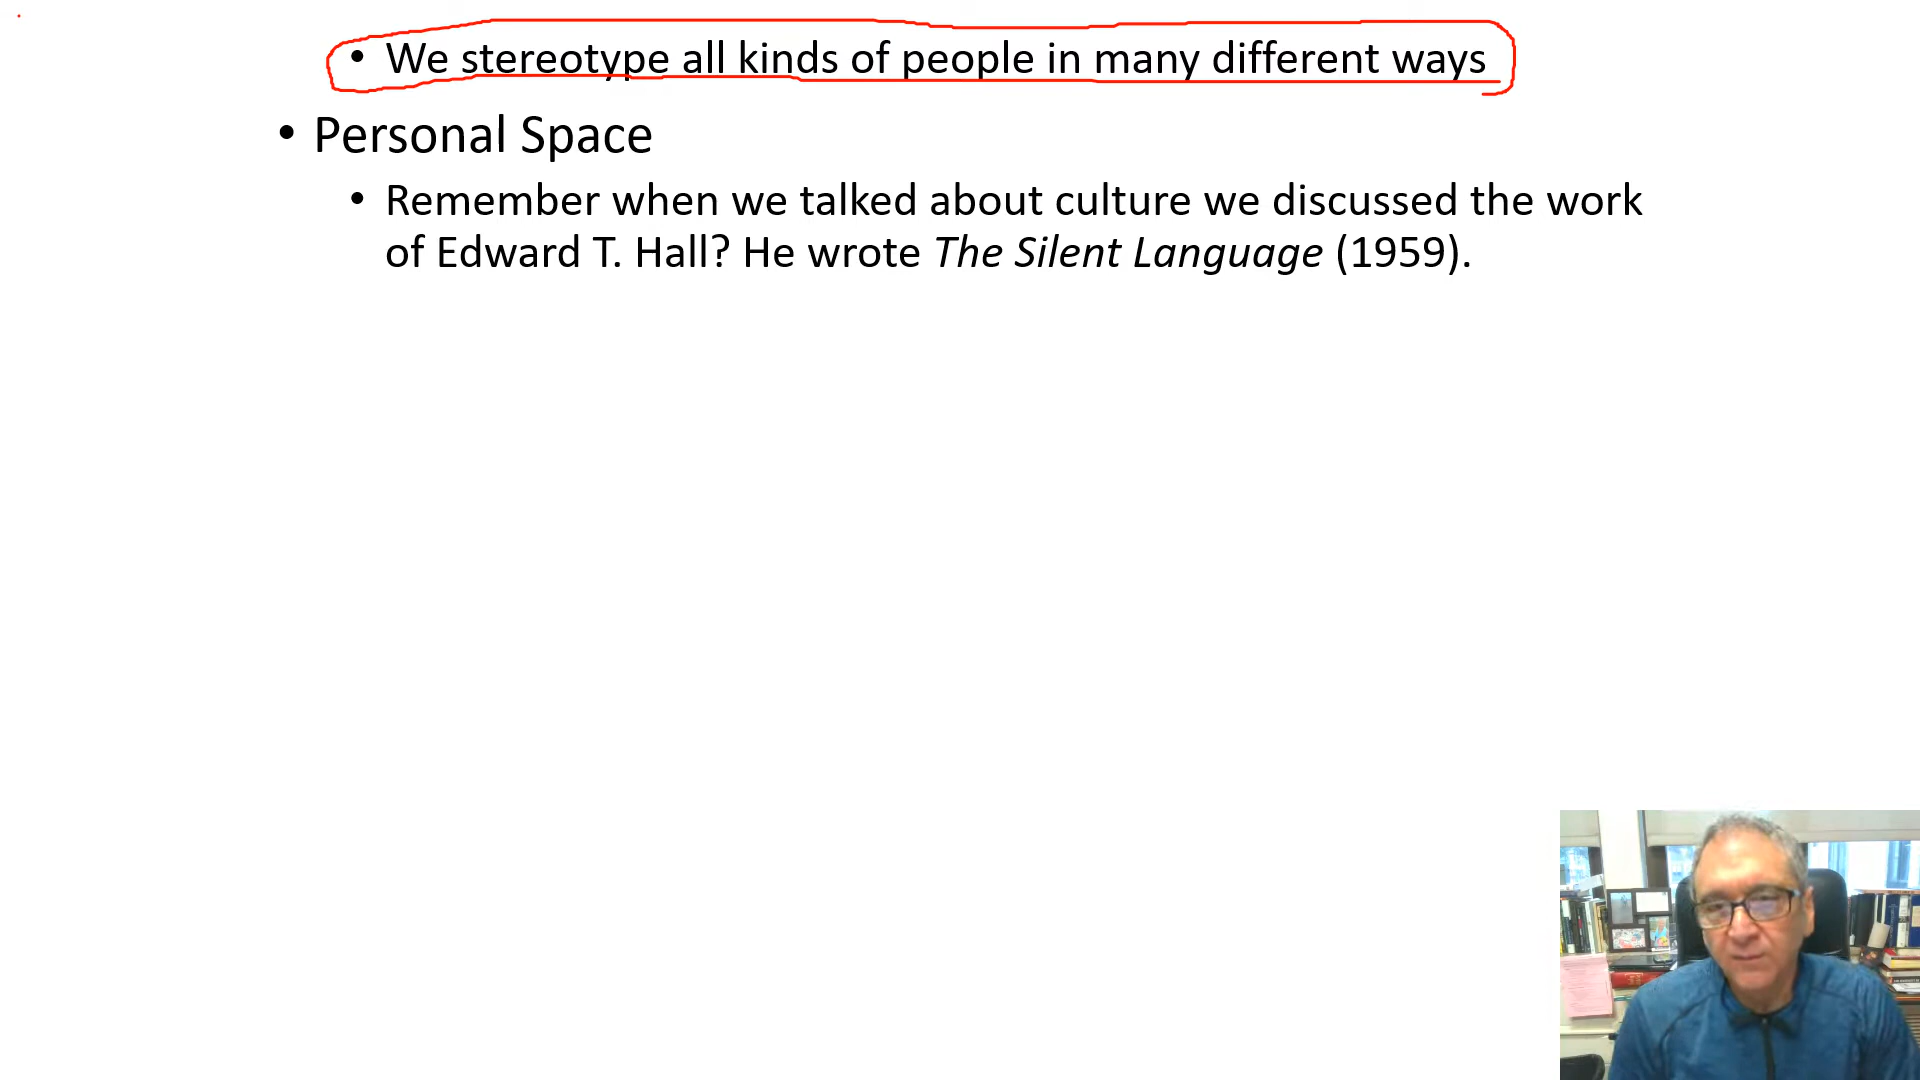 • We stereotype all kinds of people in many different ways
• Personal Space
• Remember when we talked about culture we discussed the work
of Edward T. Hall? He wrote The Silent Language (1959).